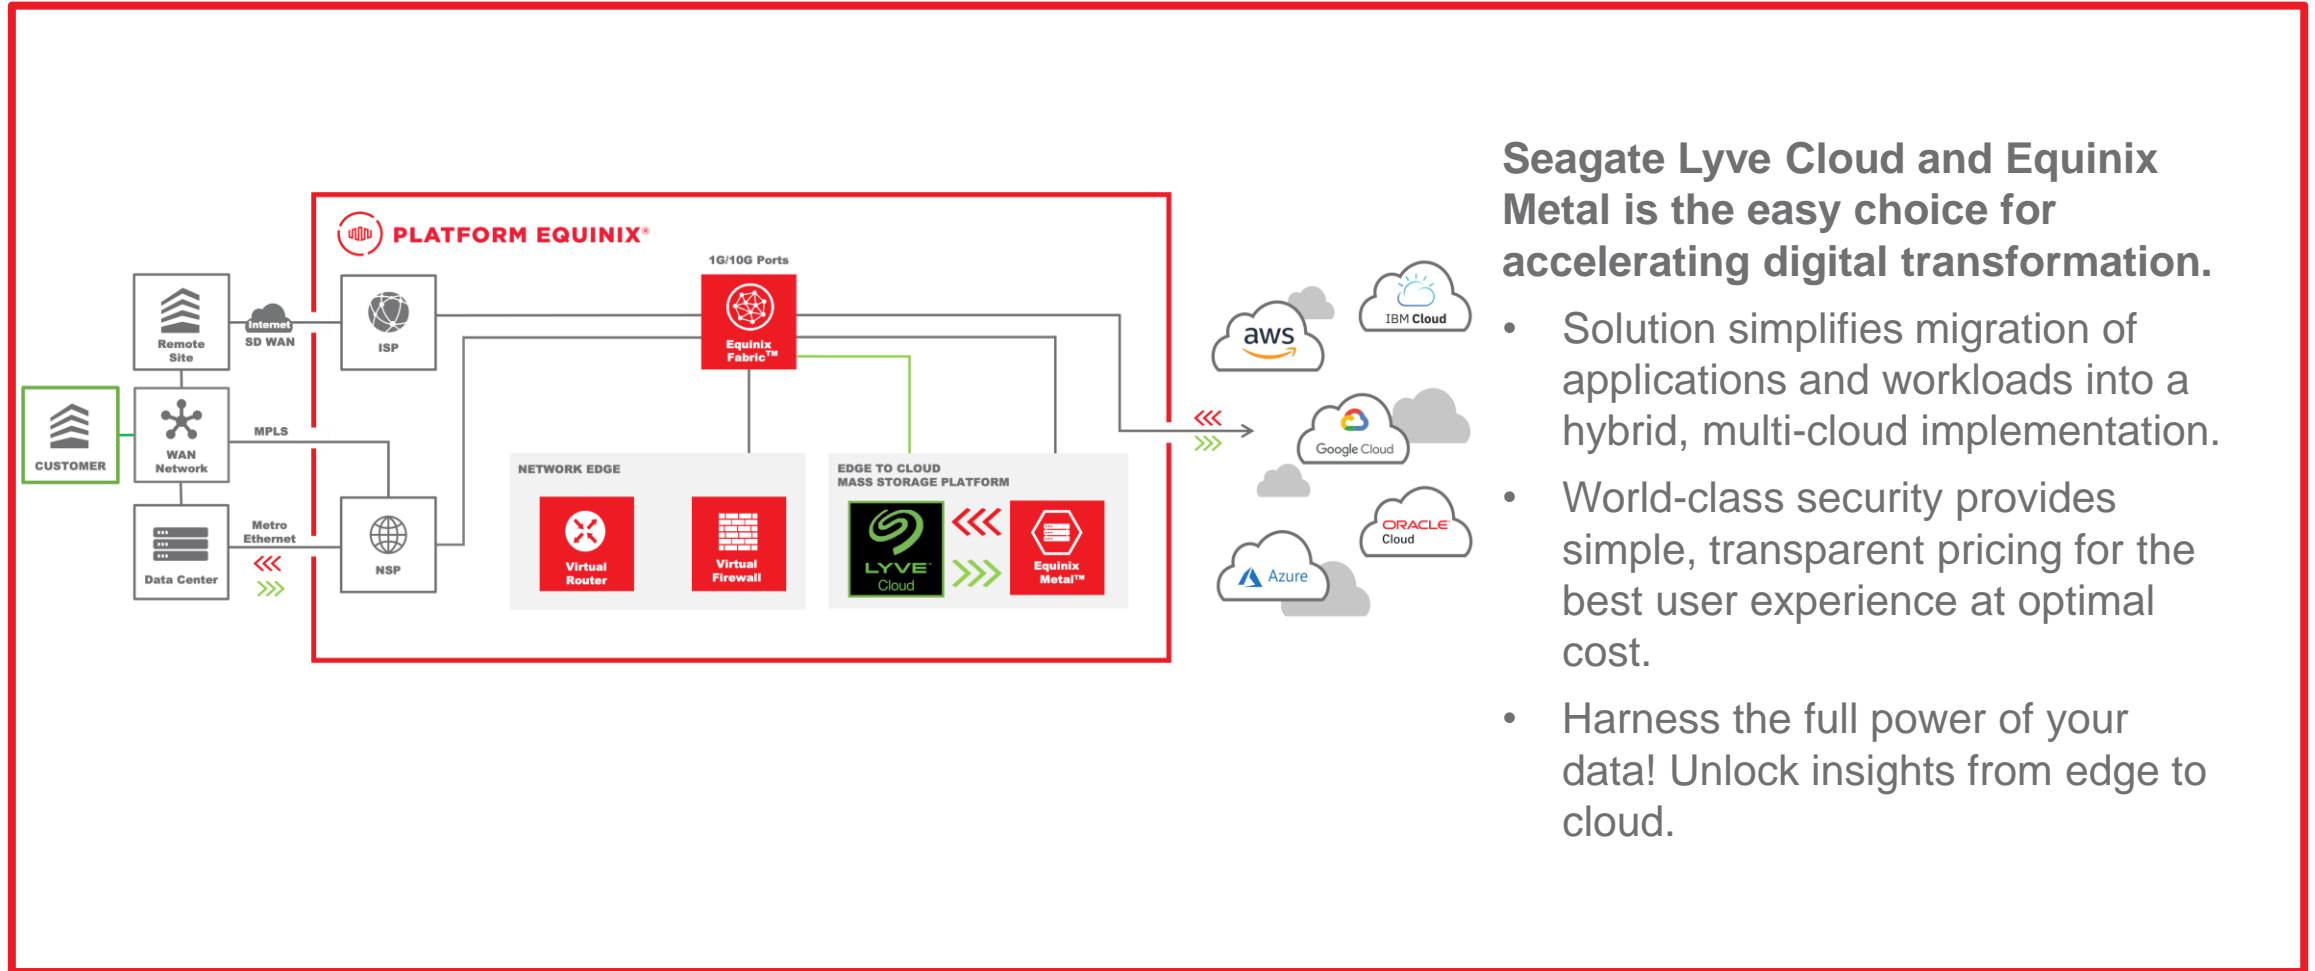 PLATFORM EQUINIX®
1G/10G Ports
Equinix
Fabric™
Remote
Site
Internet
SD WAN
ISP
CUSTOMER
WAN
Network
MPLS
Data Center
Metro
Ethernet
NSP
NETWORK EDGE
Virtual
Router
Virtual
Firewall
EDGE TO CLOUD
MASS STORAGE PLATFORM
LYVE™
Cloud
Equinix
Metal™
aws
IBM Cloud
Google Cloud
ORACLE®
Cloud
Azure
Seagate Lyve Cloud and Equinix
Metal is the easy choice for
accelerating digital transformation.
• Solution simplifies migration of
applications and workloads into a
hybrid, multi-cloud implementation.
• World-class security provides
simple, transparent pricing for the
best user experience at optimal
cost.
• Harness the full power of your
data! Unlock insights from edge to
cloud.